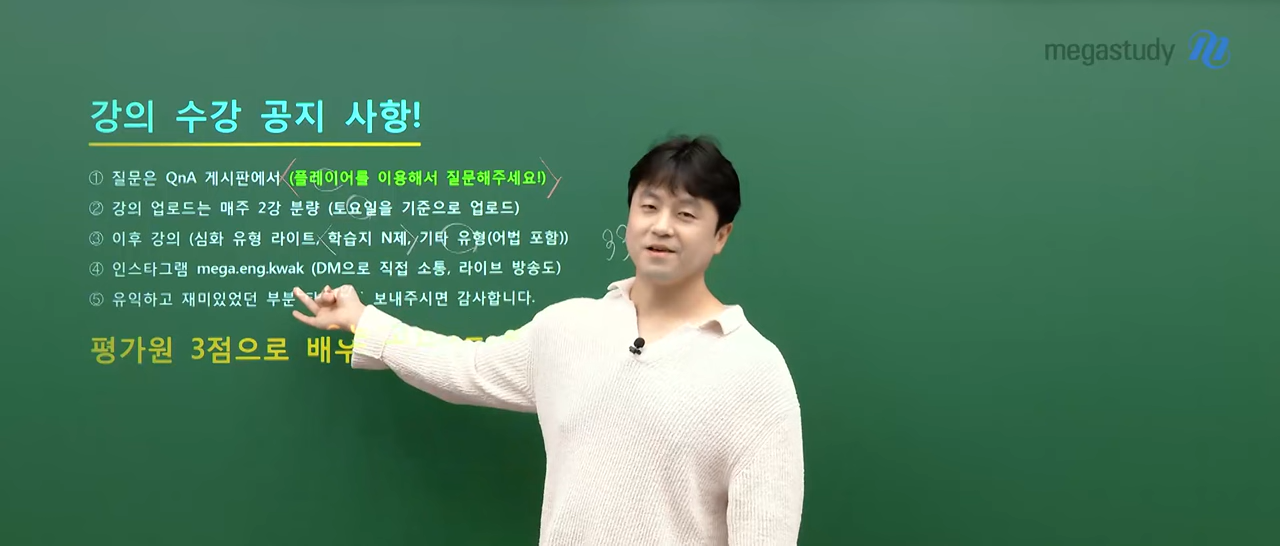 megastudy
강의 수강 공지 사항!
① 질문은 QnA 게시판에서 (플레이어를 이용해서 질문해주세요!)
② 강의 업로드는 매주 2강 분량 (토요일을 기준으로 업로드)
③ 이후 강의 (심화 유형 라이트, 학습지 N제, 기타 유형(어법 포함))
④ 인스타그램 mega.eng.kwak (DM으로 직접 소통, 라이브 방송도)
⑤ 유익하고 재미있었던 부분 보내주시면 감사합니다.
평가원 3점으로 배우